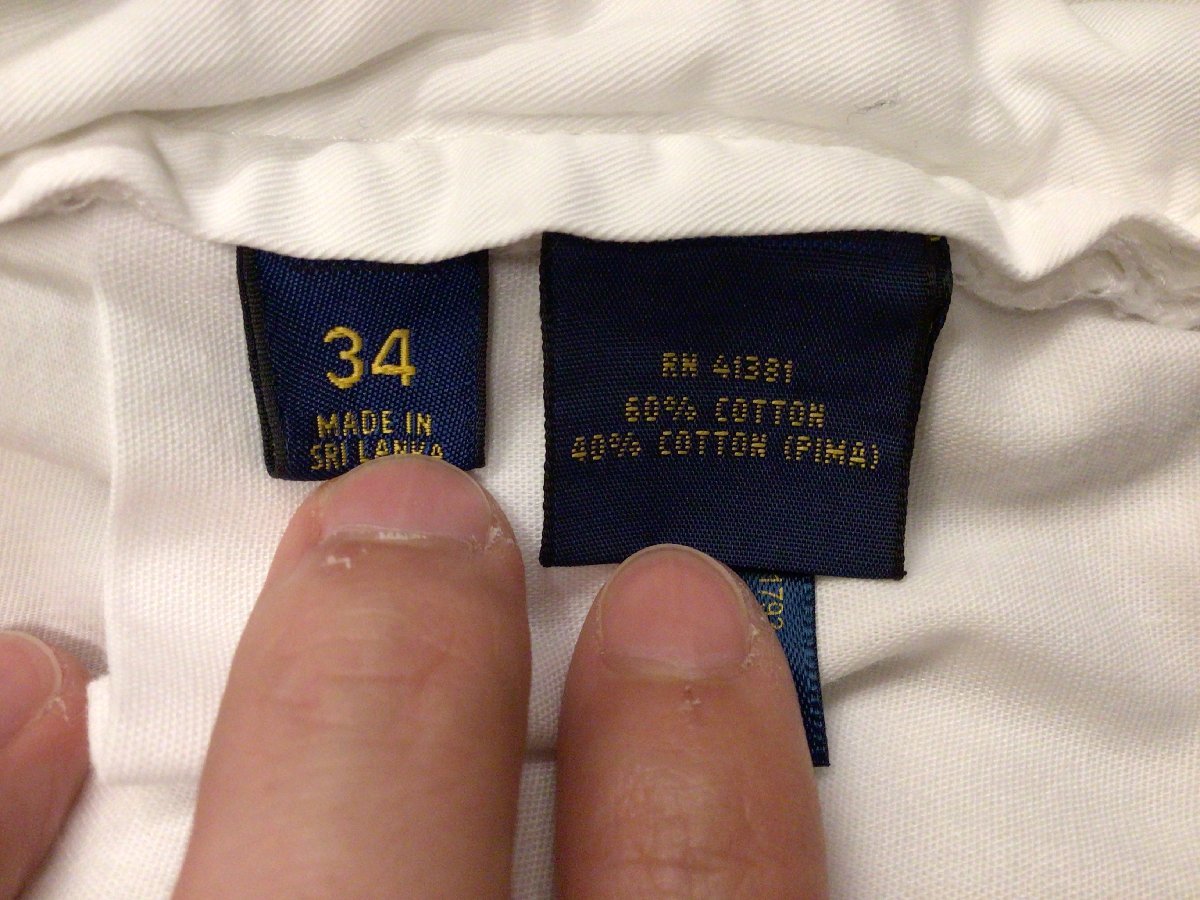 34
MADE IN
SRI LANKA
RN 41381
60% COTTON
40% COTTON (PIMA)